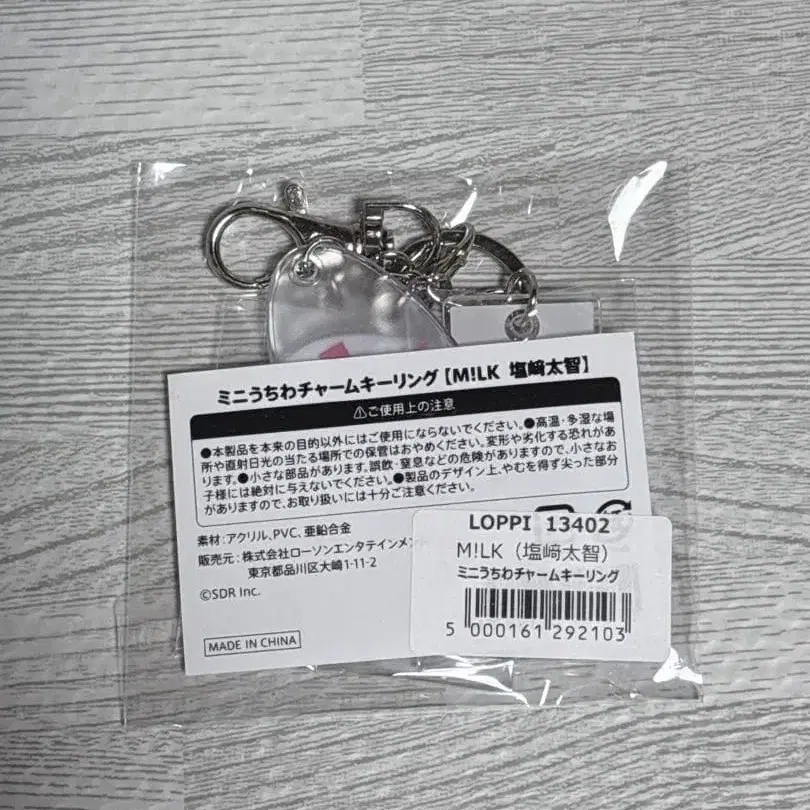 ミニうちわチャームキーリング【M!LK 塩﨑太智】
⚠ご使用上の注意
●本製品を本来の目的以外にはご使用にならないでください。●高温・多湿な場
所や直射日光の当たる場所での保管はおやめください。変形や劣化する恐れがあ
ります。●小さな部品があります。誤飲・窒息などの危険がありますので、小さなお
子様には絶対に与えないでください。●製品のデザイン上、やむを得ず尖った部分
がありますので、お取り扱いには十分ご注意ください。
素材:アクリル、PVC、亜鉛合金
販売元:株式会社ローソンエンタテインメント
東京都品川区大崎1-11-2
©SDR Inc.
MADE IN CHINA
LOPPI 13402
M!LK（塩﨑太智）
ミニうちわチャームキーリング
5 000161 292103